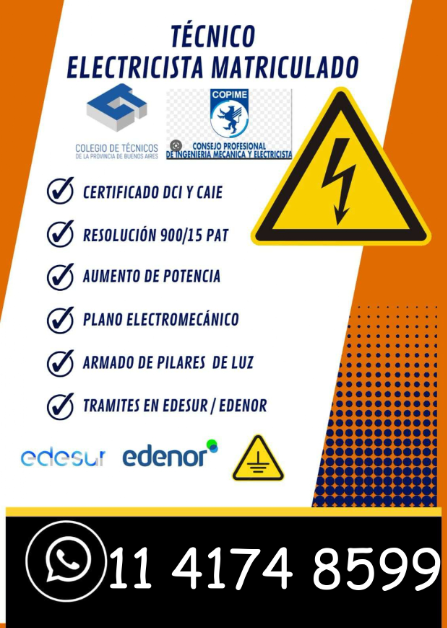 TÉCNICO
ELECTRICISTA MATRICULADO
COPIME
COLEGIO DE TÉCNICOS
DE LA PROVINCIA DE BUENOS AIRES
CONSEJO PROFESIONAL
DE INGENIERIA MECANICA Y ELECTRICISTA
CERTIFICADO DCI Y CAIE
RESOLUCIÓN 900/15 PAT
AUMENTO DE POTENCIA
PLANO ELECTROMECÁNICO
ARMADO DE PILARES DE LUZ
TRAMITES EN EDESUR / EDENOR
edesur edenor
11 4174 8599